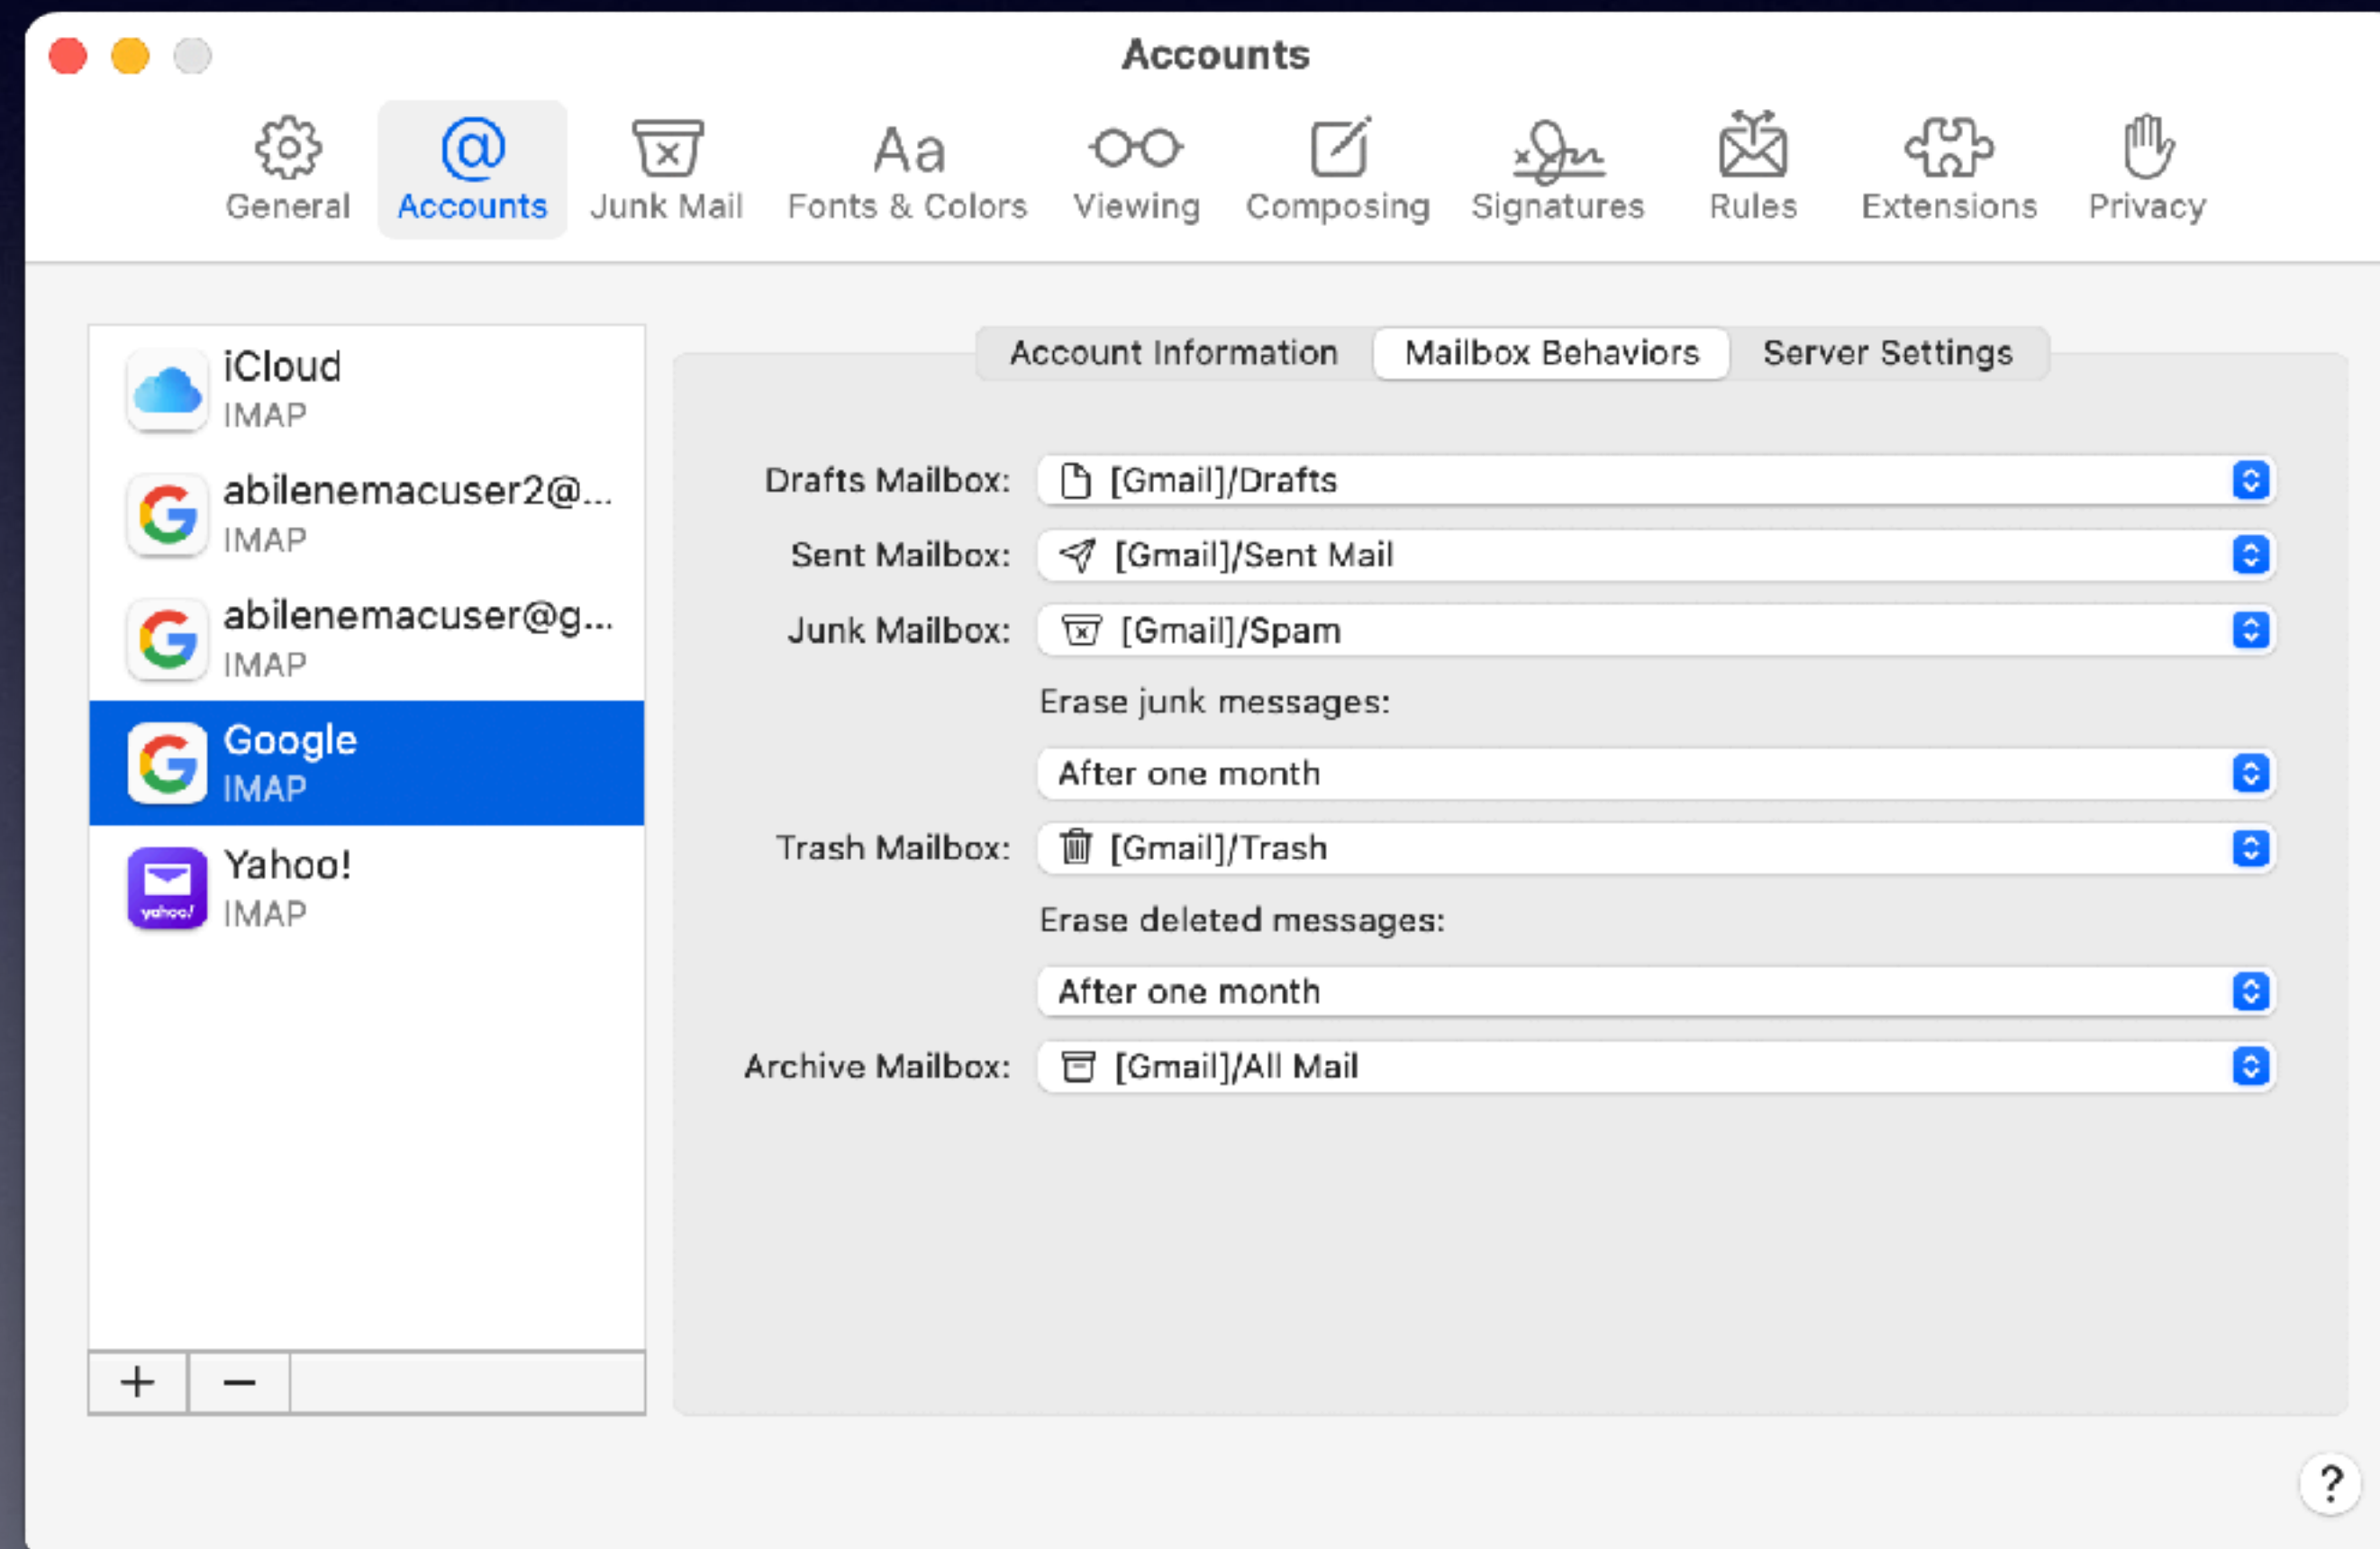 Accounts
General
@
Accounts
Junk Mail
Aa
Fonts & Colors
Viewing
Composing
Signatures
Rules
Extensions
Privacy
iCloud
IMAP
abilenemacuser2@...
IMAP
abilenemacuser@g...
IMAP
Google
IMAP
yahoo!
Yahoo!
IMAP
+ −
Account Information Mailbox Behaviors Server Settings
Drafts Mailbox: [Gmail]/Drafts
Sent Mailbox: [Gmail]/Sent Mail
Junk Mailbox: [Gmail]/Spam
Erase junk messages:
After one month
Trash Mailbox: [Gmail]/Trash
Erase deleted messages:
After one month
Archive Mailbox: [Gmail]/All Mail
?